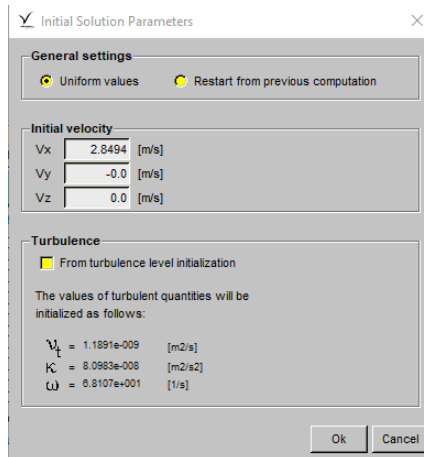 Initial Solution Parameters
General settings
Uniform values Restart from previous computation
Initial velocity
Vx 2.8494 [m/s]
Vy -0.0 [m/s]
Vz 0.0 [m/s]
Turbulence
From turbulence level initialization
The values of turbulent quantities will be
initialized as follows:
νt = 1.1891e-009 [m2/s]
κ = 8.0983e-008 [m2/s2]
ω = 6.8107e+001 [1/s]
Ok Cancel